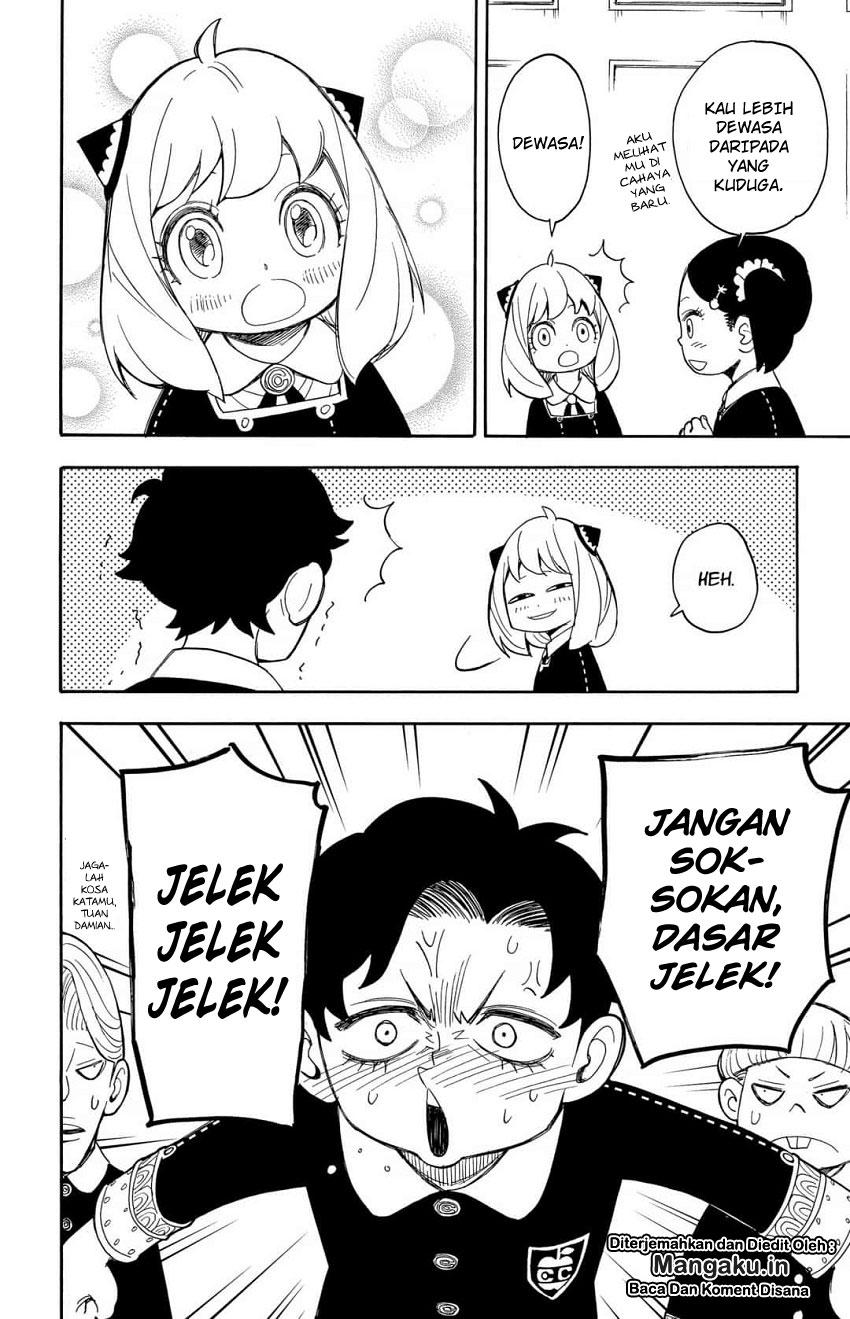 KAU LEBIH
DEWASA
DARIPADA
YANG
KUDUGA.
AKU
MELIHAT
MU DI
CAHAYA
YANG
BARU.
DEWASA!
HEH.
JANGAN
SOK-
SOKAN,
DASAR
JELEK!
JELEK
JELEK
JELEK!
JAGA-
LAH
KOSA
KATAMU,
TUAN
DAMIAN..
Diterjemahkan dan Diedit Oleh:
Mangaku.in
Baca Dan Koment Disana